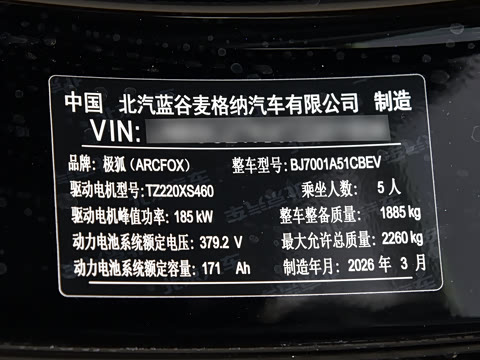 中国 北汽蓝谷麦格纳汽车有限公司 制造
VIN:
品牌: 极狐（ARCFOX） 整车型号: BJ7001A51CBEV
驱动电机型号: TZ220XS460 乘坐人数: 5 人
驱动电机峰值功率: 185 kW 整车整备质量: 1885 kg
动力电池系统额定电压: 379.2 V 最大允许总质量: 2260 kg
动力电池系统额定容量: 171 Ah 制造年月: 2026 年 3 月